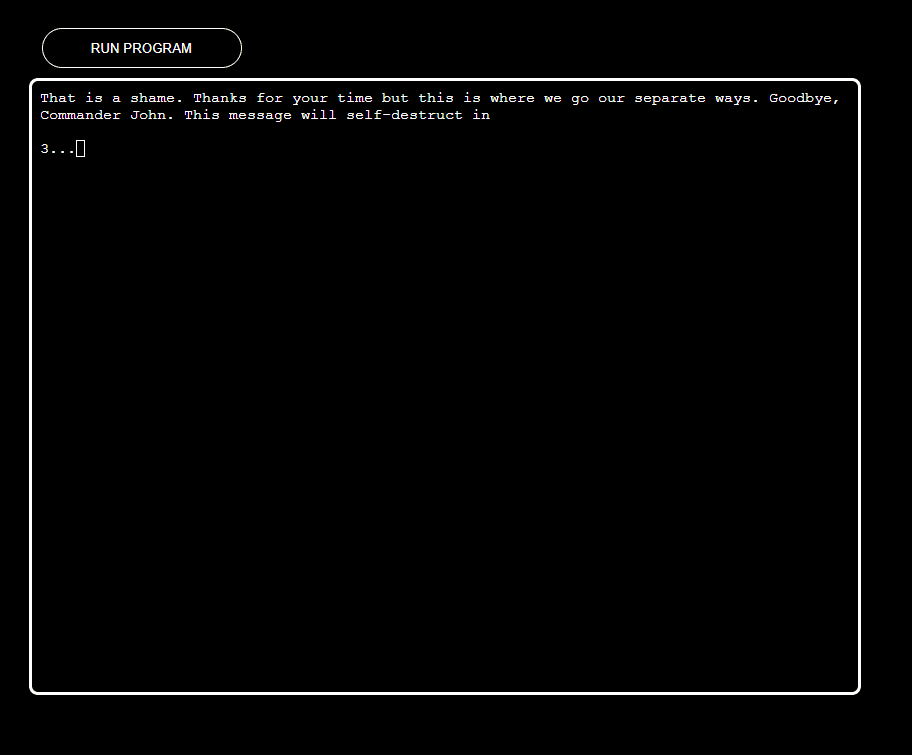 RUN PROGRAM
That is a shame. Thanks for your time but this is where we go our separate ways. Goodbye,
Commander John. This message will self-destruct in
3...